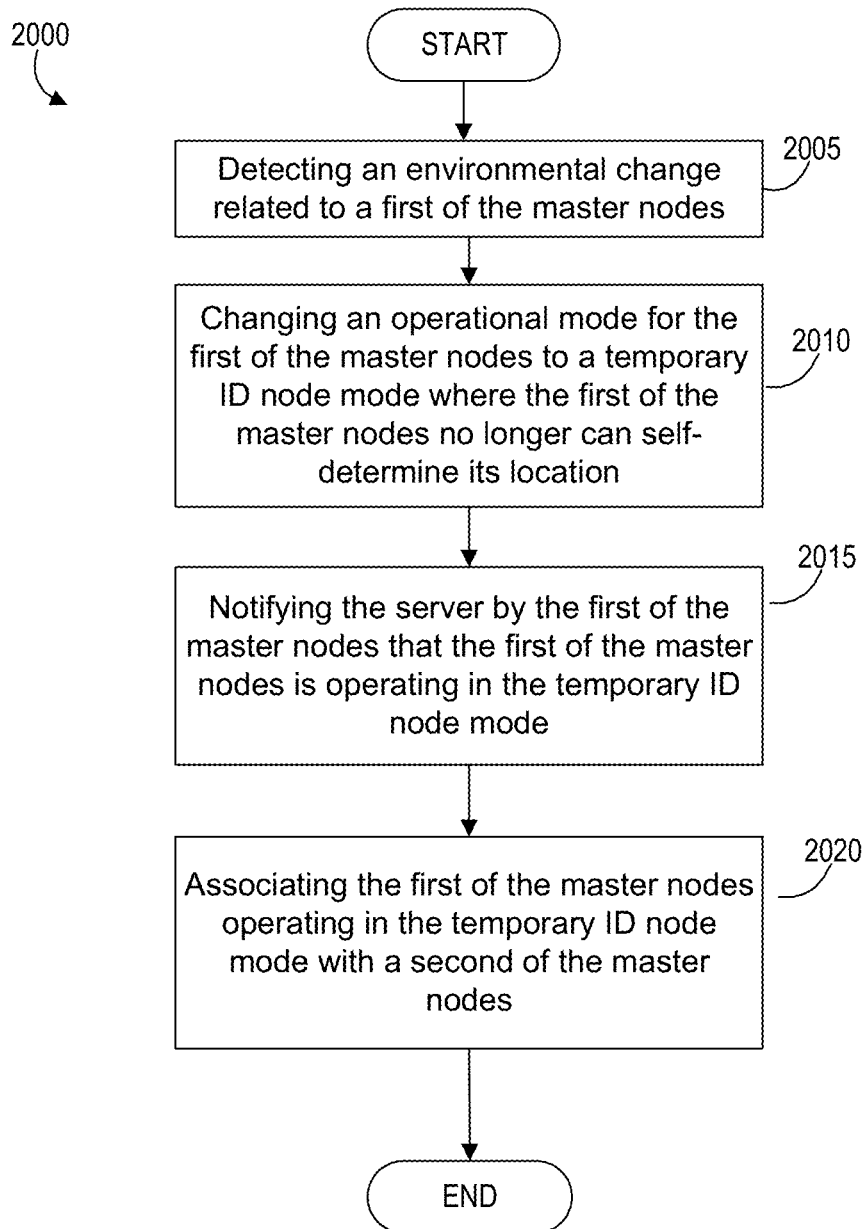 2000
START
2005
Detecting an environmental change
related to a first of the master nodes
Changing an operational mode for the
first of the master nodes to a temporary
ID node mode where the first of the
master nodes no longer can self-
determine its location
2010
2015
Notifying the server by the first of the
master nodes that the first of the master
nodes is operating in the temporary ID
node mode
2020
Associating the first of the master nodes
operating in the temporary ID node
mode with a second of the master
nodes
END